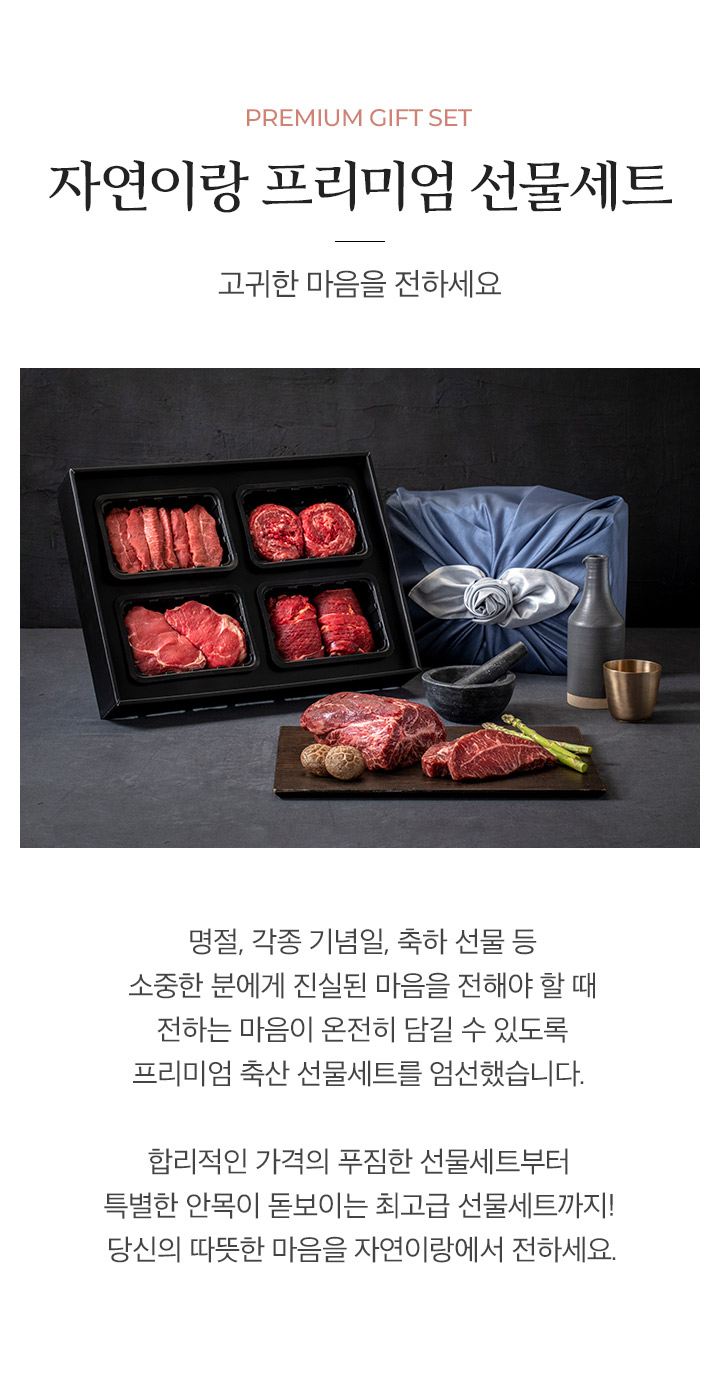 PREMIUM GIFT SET
자연이랑 프리미엄 선물세트
고귀한 마음을 전하세요
명절, 각종 기념일, 축하 선물 등
소중한 분에게 진실된 마음을 전해야 할 때
전하는 마음이 온전히 담길 수 있도록
프리미엄 축산 선물세트를 엄선했습니다.
합리적인 가격의 푸짐한 선물세트부터
특별한 안목이 돋보이는 최고급 선물세트까지!
당신의 따뜻한 마음을 자연이랑에서 전하세요.